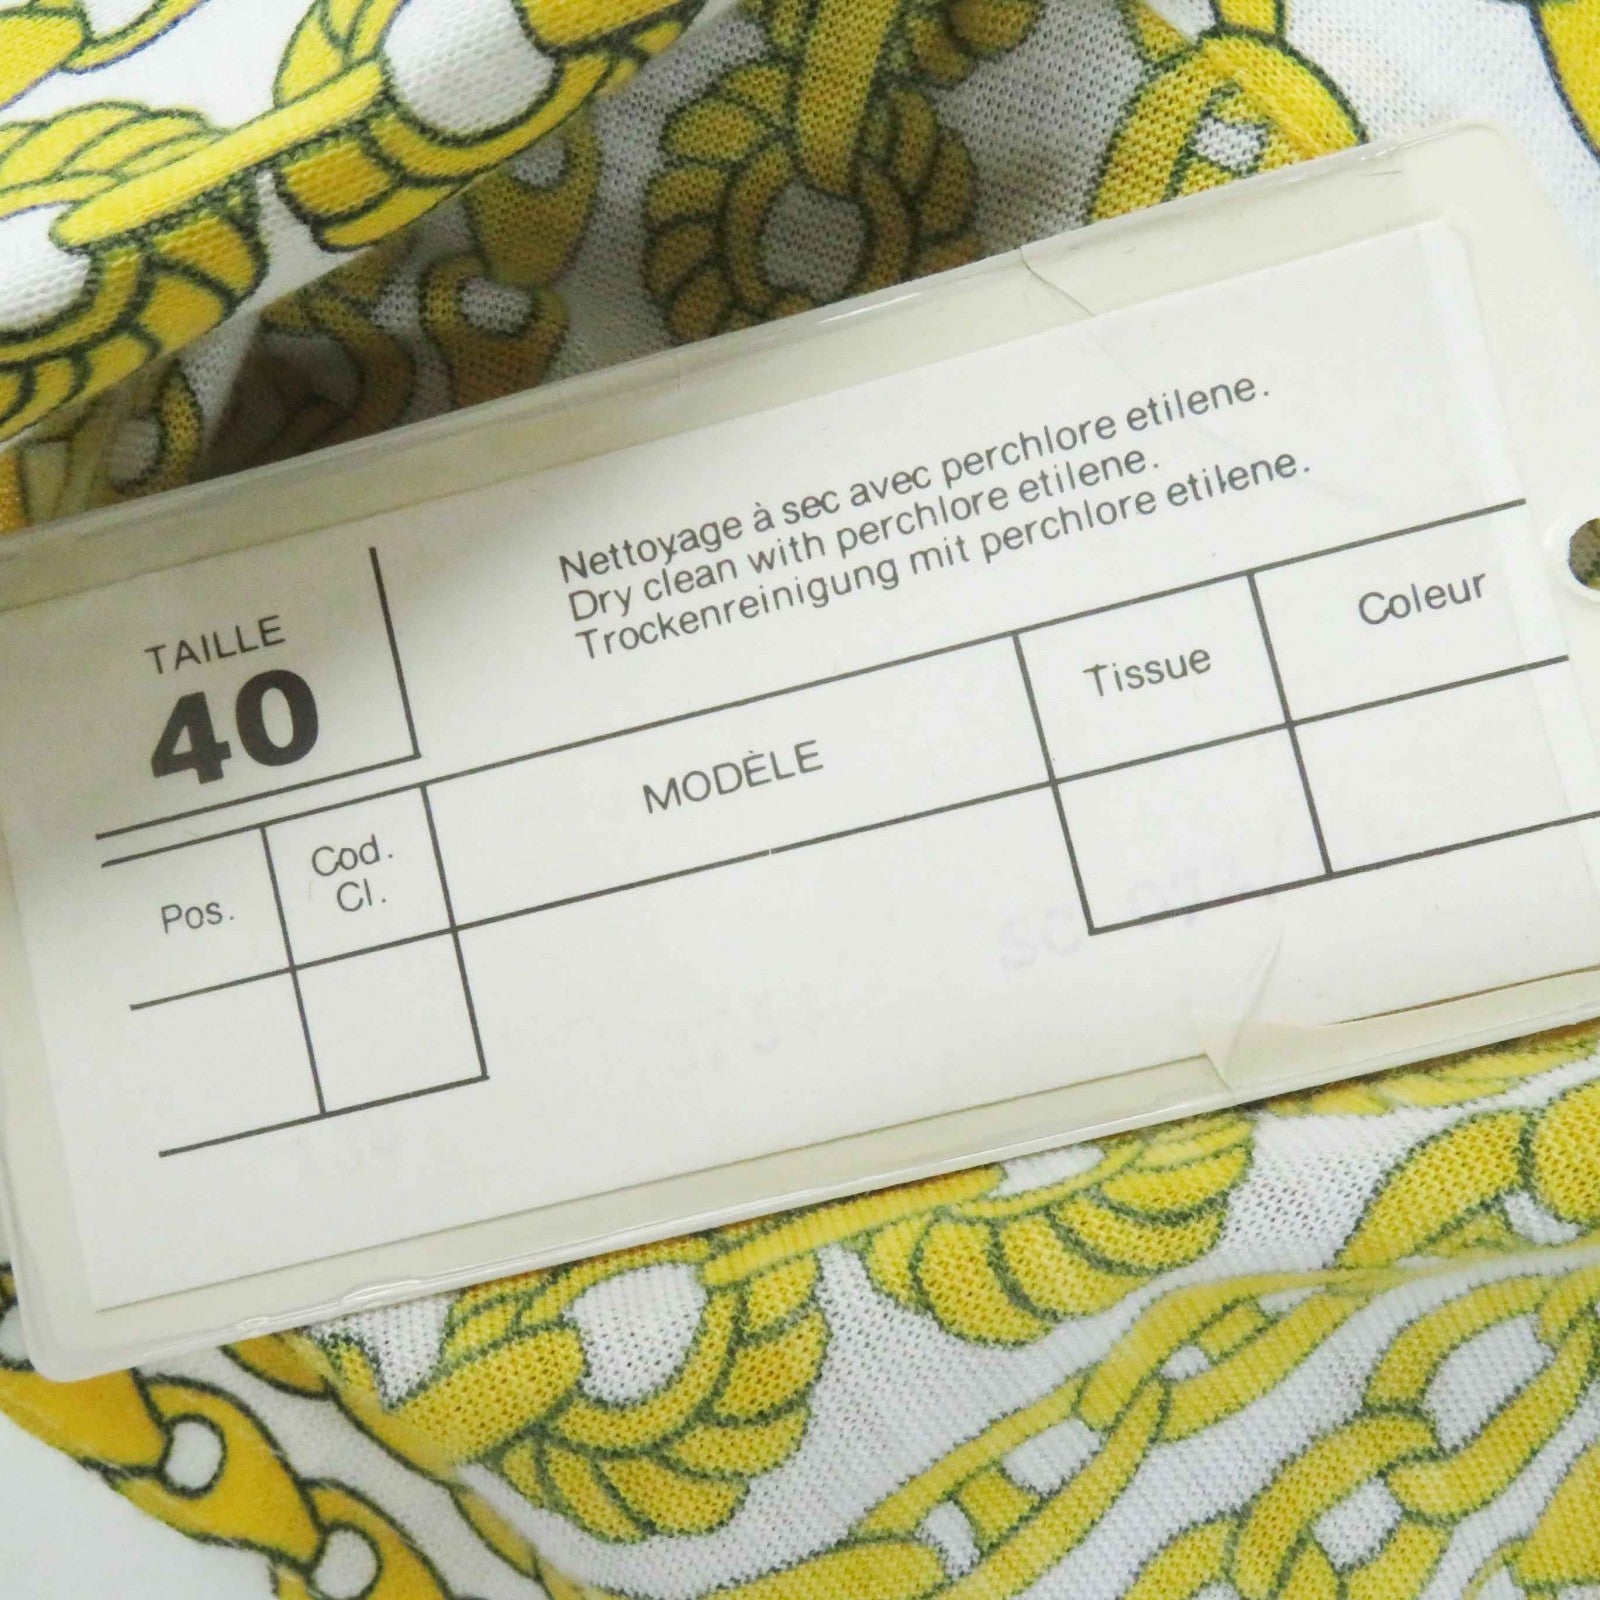 TAILLE
40
Nettoyage à sec avec perchlore etilene.
Dry clean with perchlore etilene.
Trockenreinigung mit perchlore etilene.
Pos.
Cod.
Cl.
MODÈLE
Tissue
Coleur